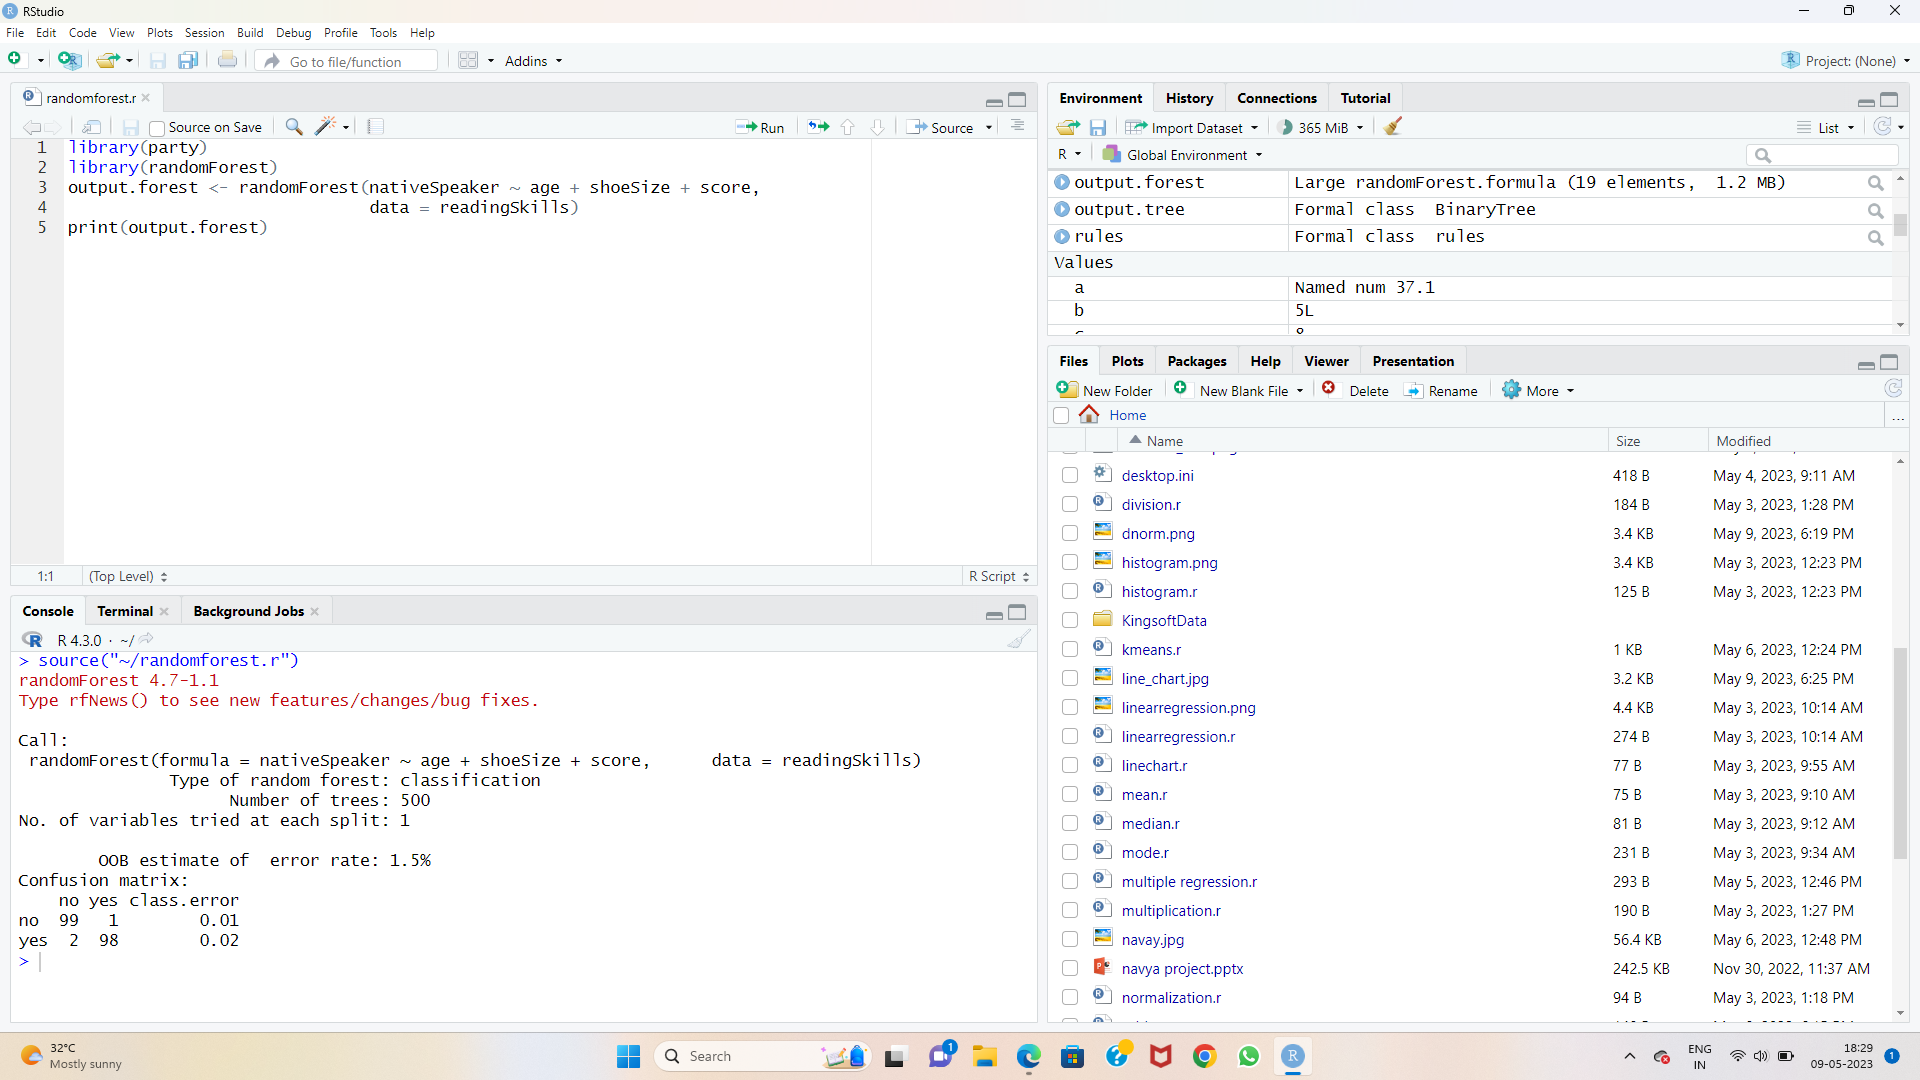 RStudio
File Edit Code View Plots Session Build Debug Profile Tools Help
Go to file/function Addins Project: (None)
randomforest.r
Source on Save Run Source
1 library(party)
2 library(randomForest)
3 output.forest <- randomForest(nativeSpeaker ~ age + shoeSize + score,
4 data = readingSkills)
5 print(output.forest)
1:1 (Top Level) R Script
Console Terminal Background Jobs
R 4.3.0 · ~/
> source("~/randomforest.r")
randomForest 4.7-1.1
Type rfNews() to see new features/changes/bug fixes.
Call:
randomForest(formula = nativeSpeaker ~ age + shoeSize + score, data = readingSkills)
Type of random forest: classification
Number of trees: 500
No. of variables tried at each split: 1
OOB estimate of error rate: 1.5%
Confusion matrix:
no yes class.error
no 99 1 0.01
yes 2 98 0.02
>
Environment History Connections Tutorial
Import Dataset 365 MiB List
R Global Environment
output.forest Large randomForest.formula (19 elements, 1.2 MB)
output.tree Formal class BinaryTree
rules Formal class rules
Values
a Named num 37.1
b 5L
Files Plots Packages Help Viewer Presentation
New Folder New Blank File Delete Rename More
Home ...
Name Size Modified
desktop.ini 418 B May 4, 2023, 9:11 AM
division.r 184 B May 3, 2023, 1:28 PM
dnorm.png 3.4 KB May 9, 2023, 6:19 PM
histogram.png 3.4 KB May 3, 2023, 12:23 PM
histogram.r 125 B May 3, 2023, 12:23 PM
KingsoftData
kmeans.r 1 KB May 6, 2023, 12:24 PM
line_chart.jpg 3.2 KB May 9, 2023, 6:25 PM
linearregression.png 4.4 KB May 3, 2023, 10:14 AM
linearregression.r 274 B May 3, 2023, 10:14 AM
linechart.r 77 B May 3, 2023, 9:55 AM
mean.r 75 B May 3, 2023, 9:10 AM
median.r 81 B May 3, 2023, 9:12 AM
mode.r 231 B May 3, 2023, 9:34 AM
multiple regression.r 293 B May 5, 2023, 12:46 PM
multiplication.r 190 B May 3, 2023, 1:27 PM
navay.jpg 56.4 KB May 6, 2023, 12:48 PM
navya project.pptx 242.5 KB Nov 30, 2022, 11:37 AM
normalization.r 94 B May 3, 2023, 1:18 PM
32°C
Mostly sunny
Search
1
ENG
IN
18:29
09-05-2023
1